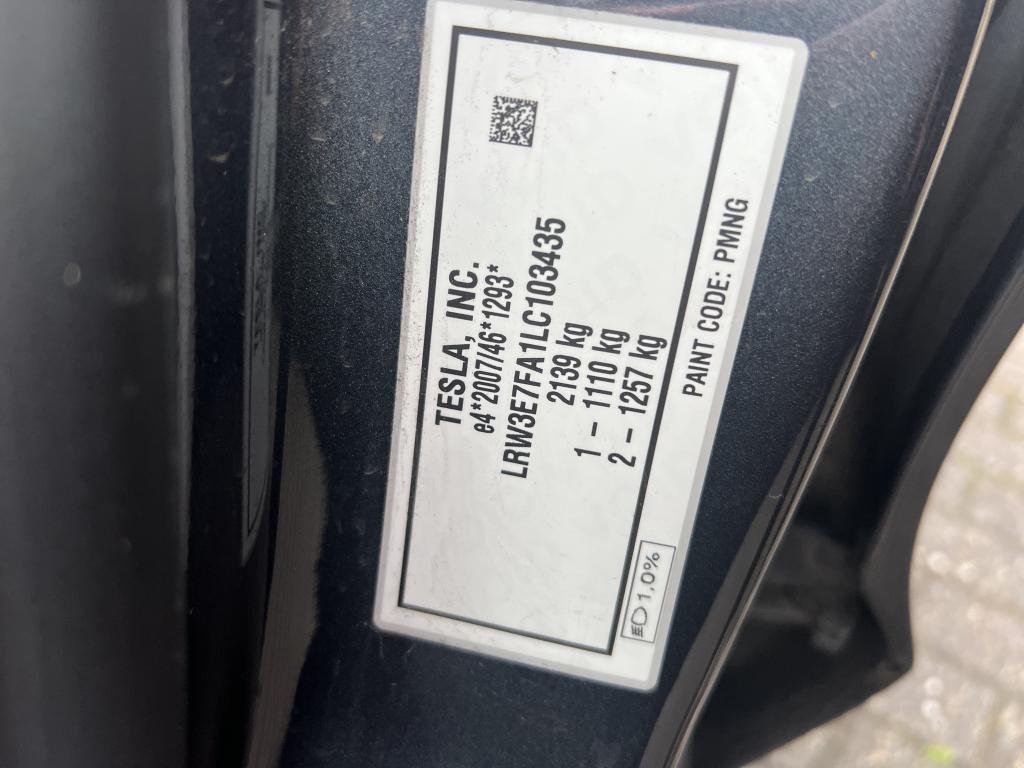 TESLA, INC.
e4*2007/46*1293*
LRW3E7FA1LC103435
2139 kg
1 – 1110 kg
2 – 1257 kg
PAINT CODE: PMNG
1,0%